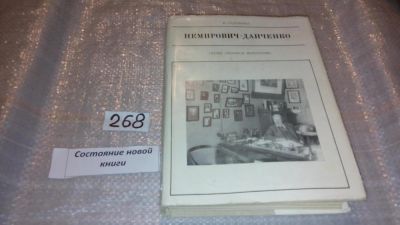 НЕМИРОВИЧ-ДАНЧЕНКО
268
Состояние новой
книги